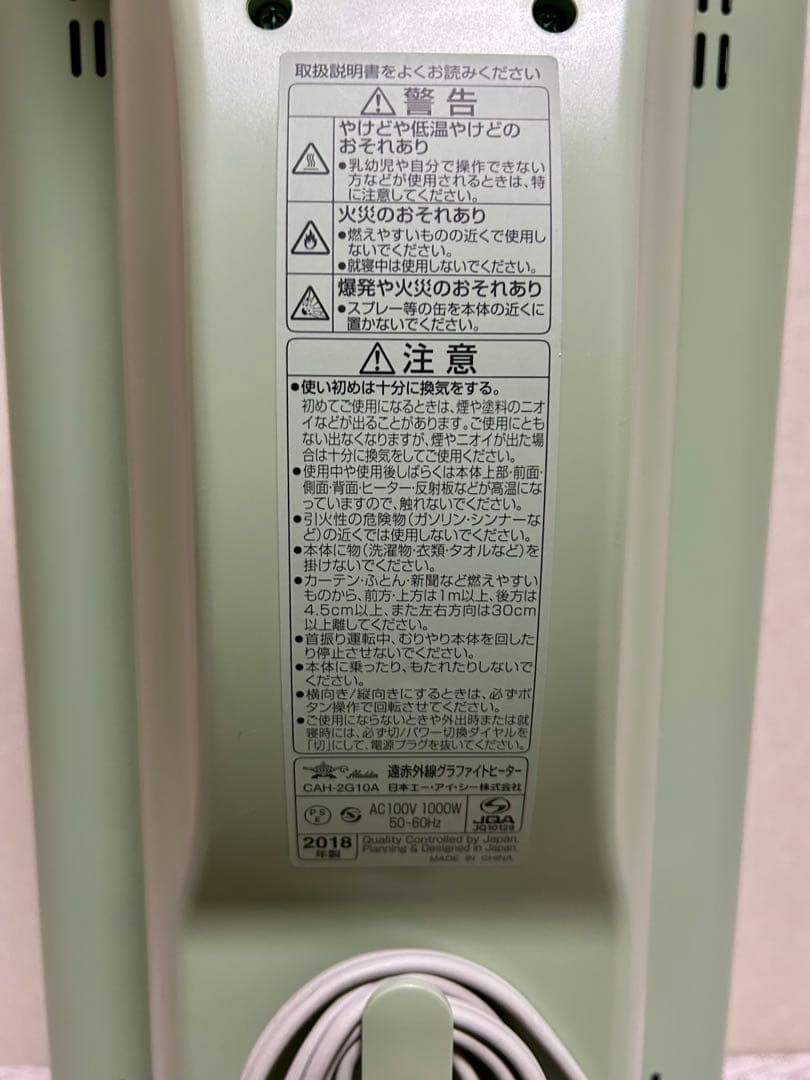 取扱説明書をよくお読みください
⚠警告
やけどや低温やけどの
おそれあり
●乳幼児や自分で操作できない
方などが使用されるときは、特
に注意してください。
火災のおそれあり
●燃えやすいものの近くで使用し
ないでください。
●就寝中は使用しないでください。
爆発や火災のおそれあり
●スプレー等の缶を本体の近くに
置かないでください。
⚠注意
●使い初めは十分に換気をする。
初めてご使用になるときは、煙や塗料のニオ
イなどが出ることがあります。ご使用にとも
ない出なくなりますが、煙やニオイが出た場
合は十分に換気をしてご使用ください。
●使用中や使用後しばらくは本体上部・前面・
側面・背面・ヒーター・反射板などが高温にな
っていますので、触れないでください。
●引火性の危険物(ガソリン・シンナーな
ど)の近くでは使用しないでください。
●本体に物(洗濯物・衣類・タオルなど)を
掛けないでください。
●カーテン・ふとん・新聞など燃えやすい
ものから、前方・上方は1m以上、後方は
4.5cm以上、また左右方向は30cm
以上離してください。
●首振り運転中、むりやり本体を回した
り停止させないでください。
●本体に乗ったり、もたれたりしないで
ください。
●横向き/縦向きにするときは、必ずボ
タン操作で回転させてください。
●ご使用にならないときや外出時または就
寝時には、必ず切/パワー切換ダイヤルを
「切」にして、電源プラグを抜いてください。
Aladdin 遠赤外線グラファイトヒーター
CAH-2G10A 日本エー・アイ・シー株式会社
PSE AC100V 1000W
50-60Hz
JQA
JQ10129
2018
年製
Quality Controlled by Japan.
Planning & Designed in Japan.
MADE IN CHINA